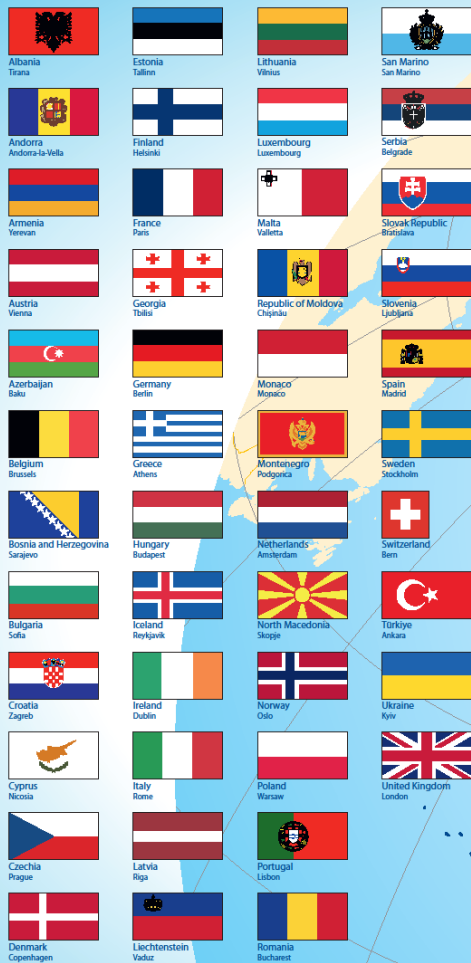 Albania
Tirana
Andorra
Andorra-la-Vella
Armenia
Yerevan
Austria
Vienna
Azerbaijan
Baku
Belgium
Brussels
Bosnia and Herzegovina
Sarajevo
Bulgaria
Sofia
Croatia
Zagreb
Cyprus
Nicosia
Czechia
Prague
Denmark
Copenhagen
Estonia
Tallinn
Finland
Helsinki
France
Paris
Georgia
Tbilisi
Germany
Berlin
Greece
Athens
Hungary
Budapest
Iceland
Reykjavik
Ireland
Dublin
Italy
Rome
Latvia
Riga
Liechtenstein
Vaduz
Lithuania
Vilnius
Luxembourg
Luxembourg
Malta
Valletta
Republic of Moldova
Chişinău
Monaco
Monaco
Montenegro
Podgorica
Netherlands
Amsterdam
North Macedonia
Skopje
Norway
Oslo
Poland
Warsaw
Portugal
Lisbon
Romania
Bucharest
San Marino
San Marino
Serbia
Belgrade
Slovak Republic
Bratislava
Slovenia
Ljubljana
Spain
Madrid
Sweden
Stockholm
Switzerland
Bern
Türkiye
Ankara
Ukraine
Kyiv
United Kingdom
London